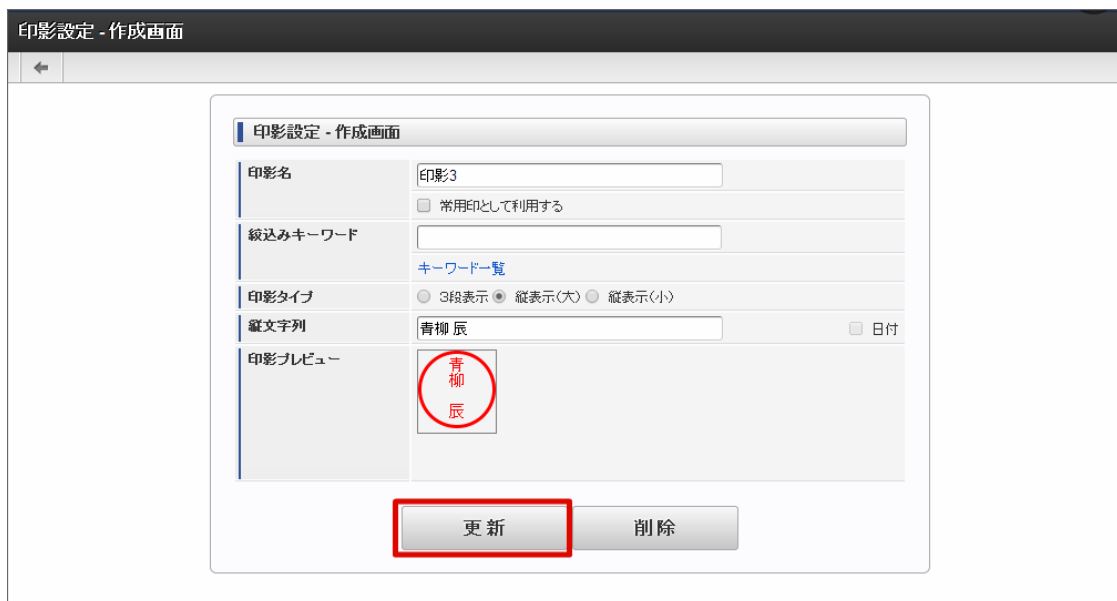 印影設定 - 作成画面
印影設定 - 作成画面
印影名
印影3
常用印として利用する
絞込みキーワード
キーワード一覧
印影タイプ
3段表示 縦表示(大) 縦表示(小)
縦文字列
青柳 辰
日付
印影プレビュー
青柳 辰
更新
削除